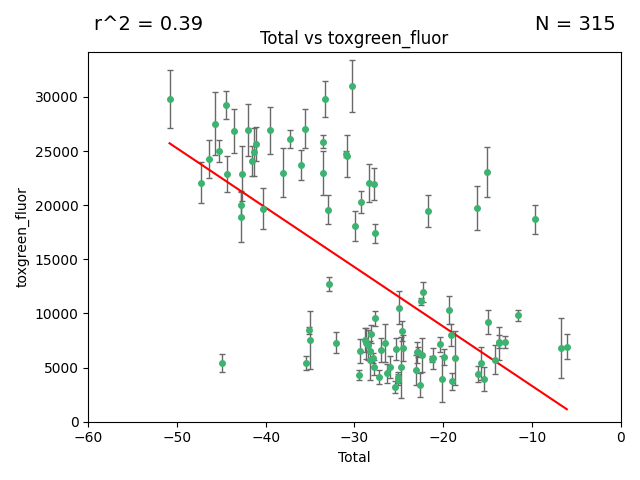 r^2 = 0.39 N = 315
Total vs toxgreen_fluor
30000
25000
20000
15000
10000
5000
0
toxgreen_fluor
−60 −50 −40 −30 −20 −10 0
Total